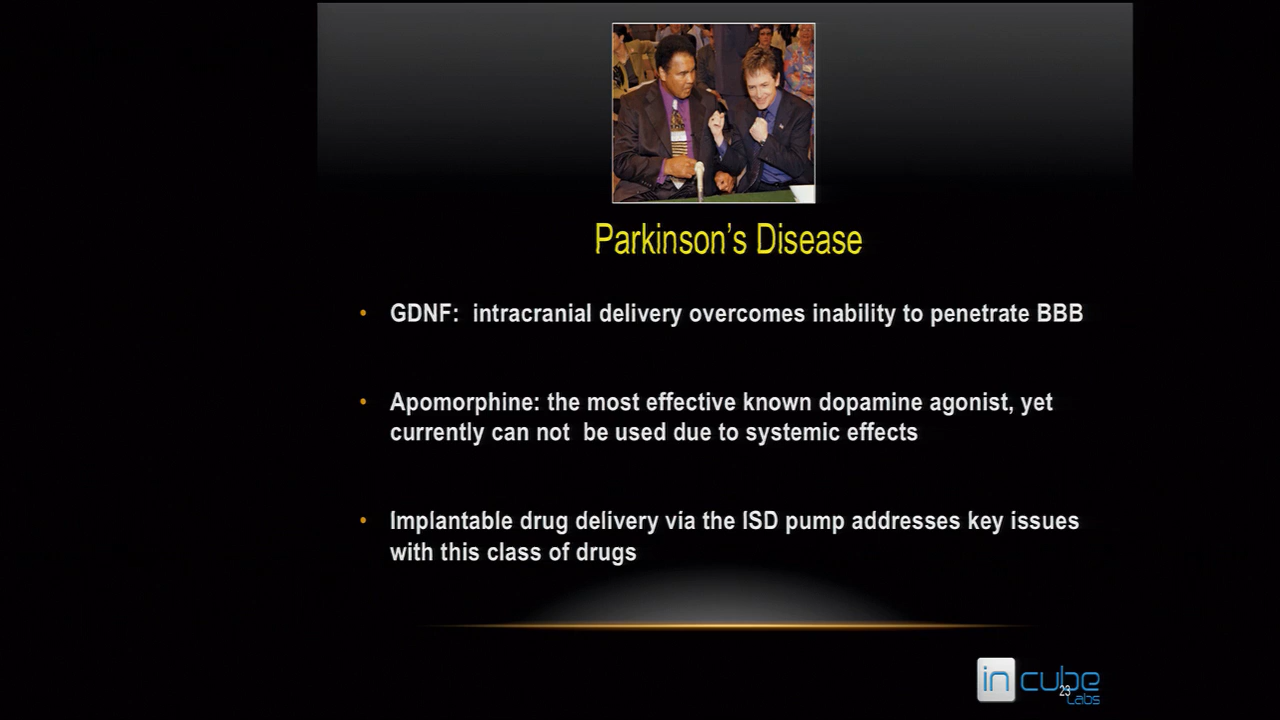 Parkinson's Disease
• GDNF: intracranial delivery overcomes inability to penetrate BBB
• Apomorphine: the most effective known dopamine agonist, yet
currently can not be used due to systemic effects
• Implantable drug delivery via the ISD pump addresses key issues
with this class of drugs
in cube
23
Labs